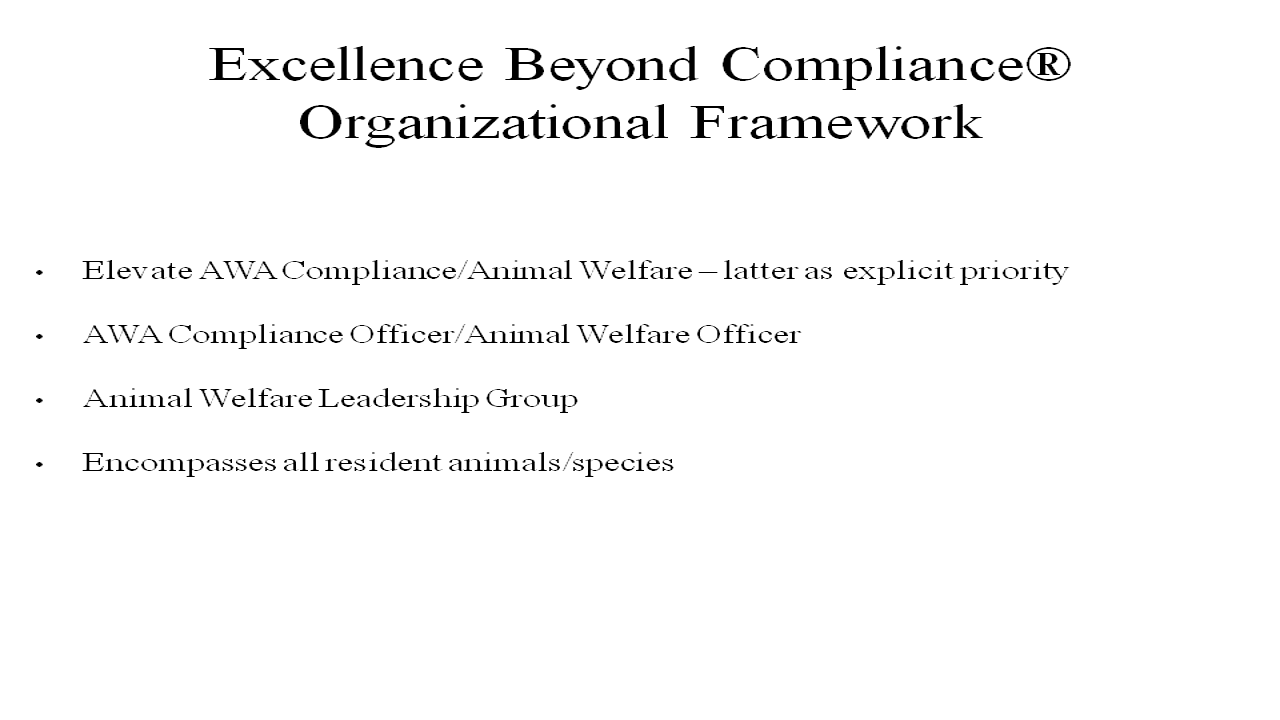 Excellence Beyond Compliance®
Organizational Framework
• Elevate AWA Compliance/Animal Welfare – latter as explicit priority
• AWA Compliance Officer/Animal Welfare Officer
• Animal Welfare Leadership Group
• Encompasses all resident animals/species